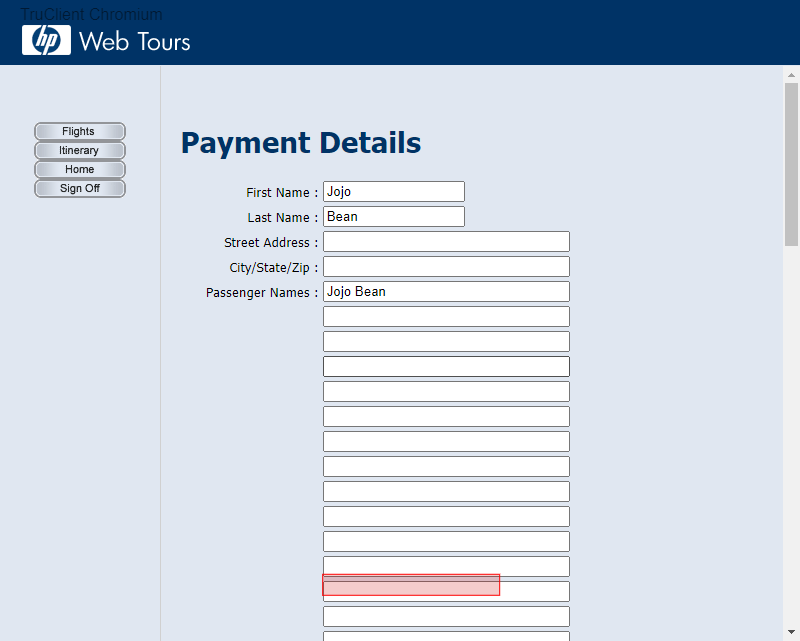 TruClient Chromium
hp Web Tours
Flights
Itinerary
Home
Sign Off
Payment Details
First Name : Jojo
Last Name : Bean
Street Address :
City/State/Zip :
Passenger Names : Jojo Bean